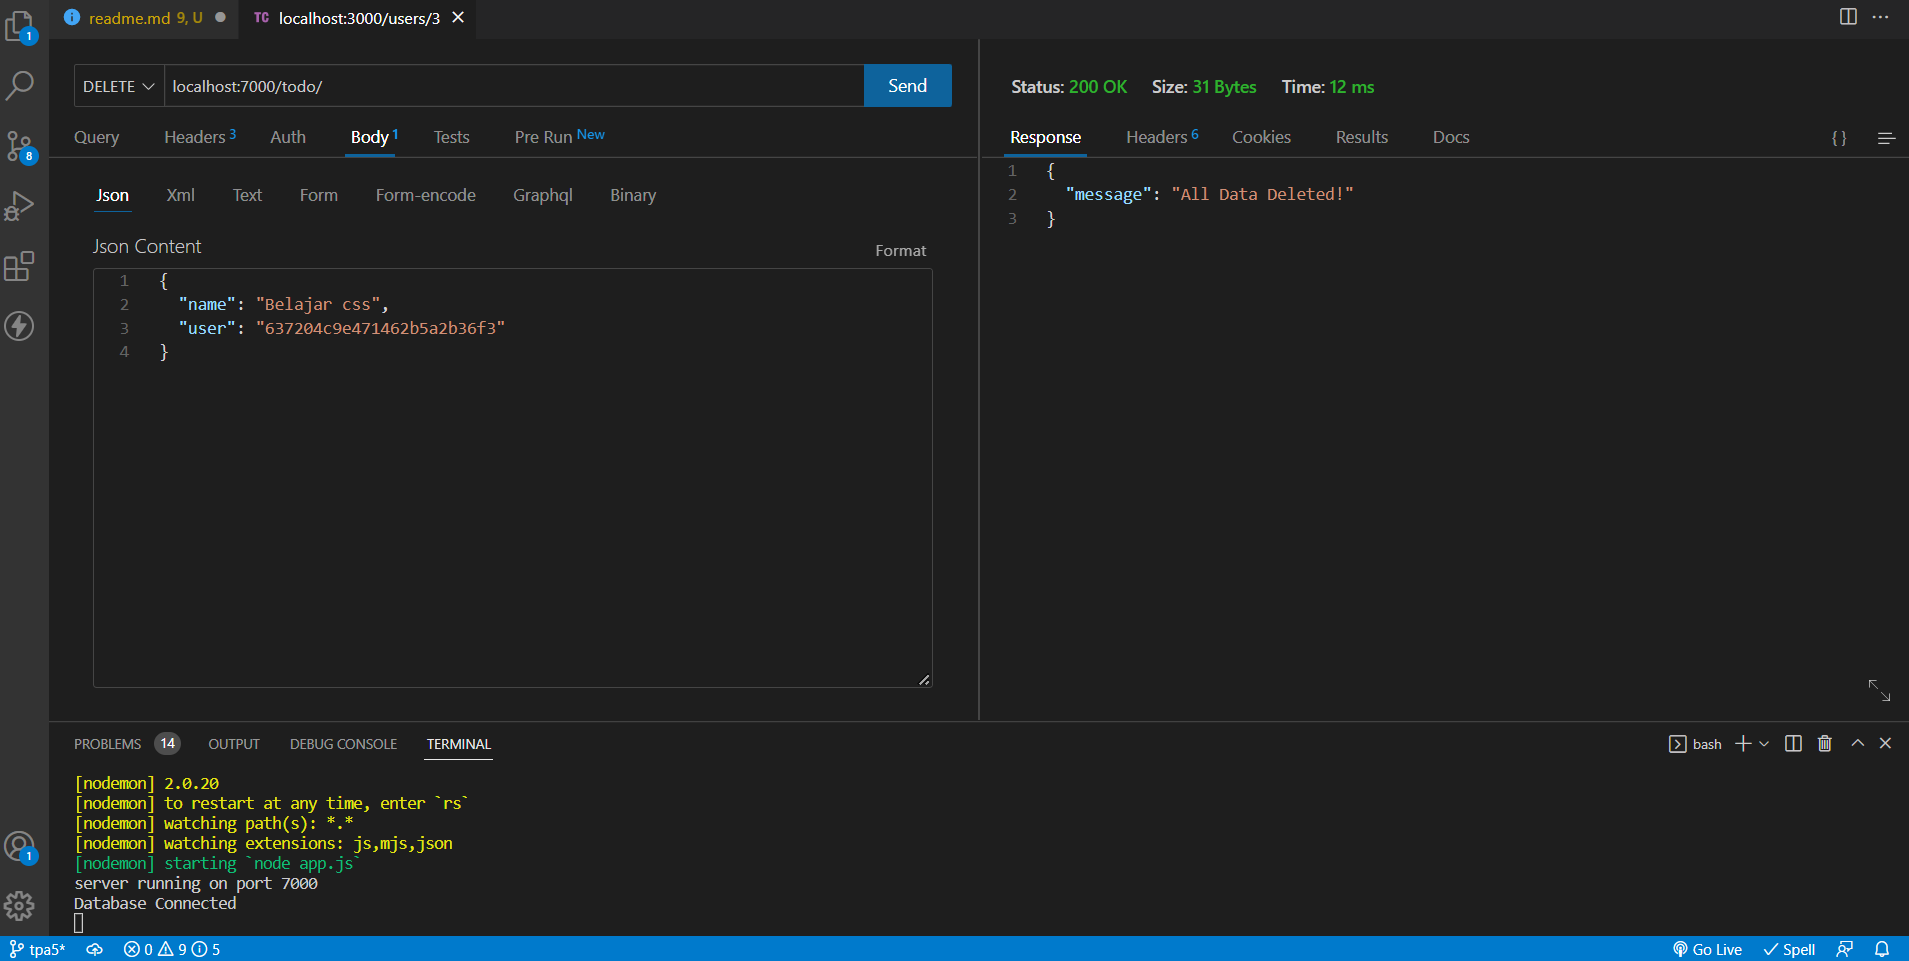 readme.md 9, U
TC localhost:3000/users/3
1
DELETE localhost:7000/todo/ Send
Status: 200 OK Size: 31 Bytes Time: 12 ms
Query Headers 3 Auth Body 1 Tests Pre Run New
Response Headers 6 Cookies Results Docs {}
8
1 {
2 "message": "All Data Deleted!"
3 }
Json Xml Text Form Form-encode Graphql Binary
Json Content
Format
1 {
2 "name": "Belajar css",
3 "user": "637204c9e471462b5a2b36f3"
4 }
PROBLEMS 14 OUTPUT DEBUG CONSOLE TERMINAL
bash
[nodemon] 2.0.20
[nodemon] to restart at any time, enter `rs`
[nodemon] watching path(s): *.*
[nodemon] watching extensions: js,mjs,json
[nodemon] starting `node app.js`
server running on port 7000
Database Connected
1
tpa5* 0 9 5
Go Live Spell